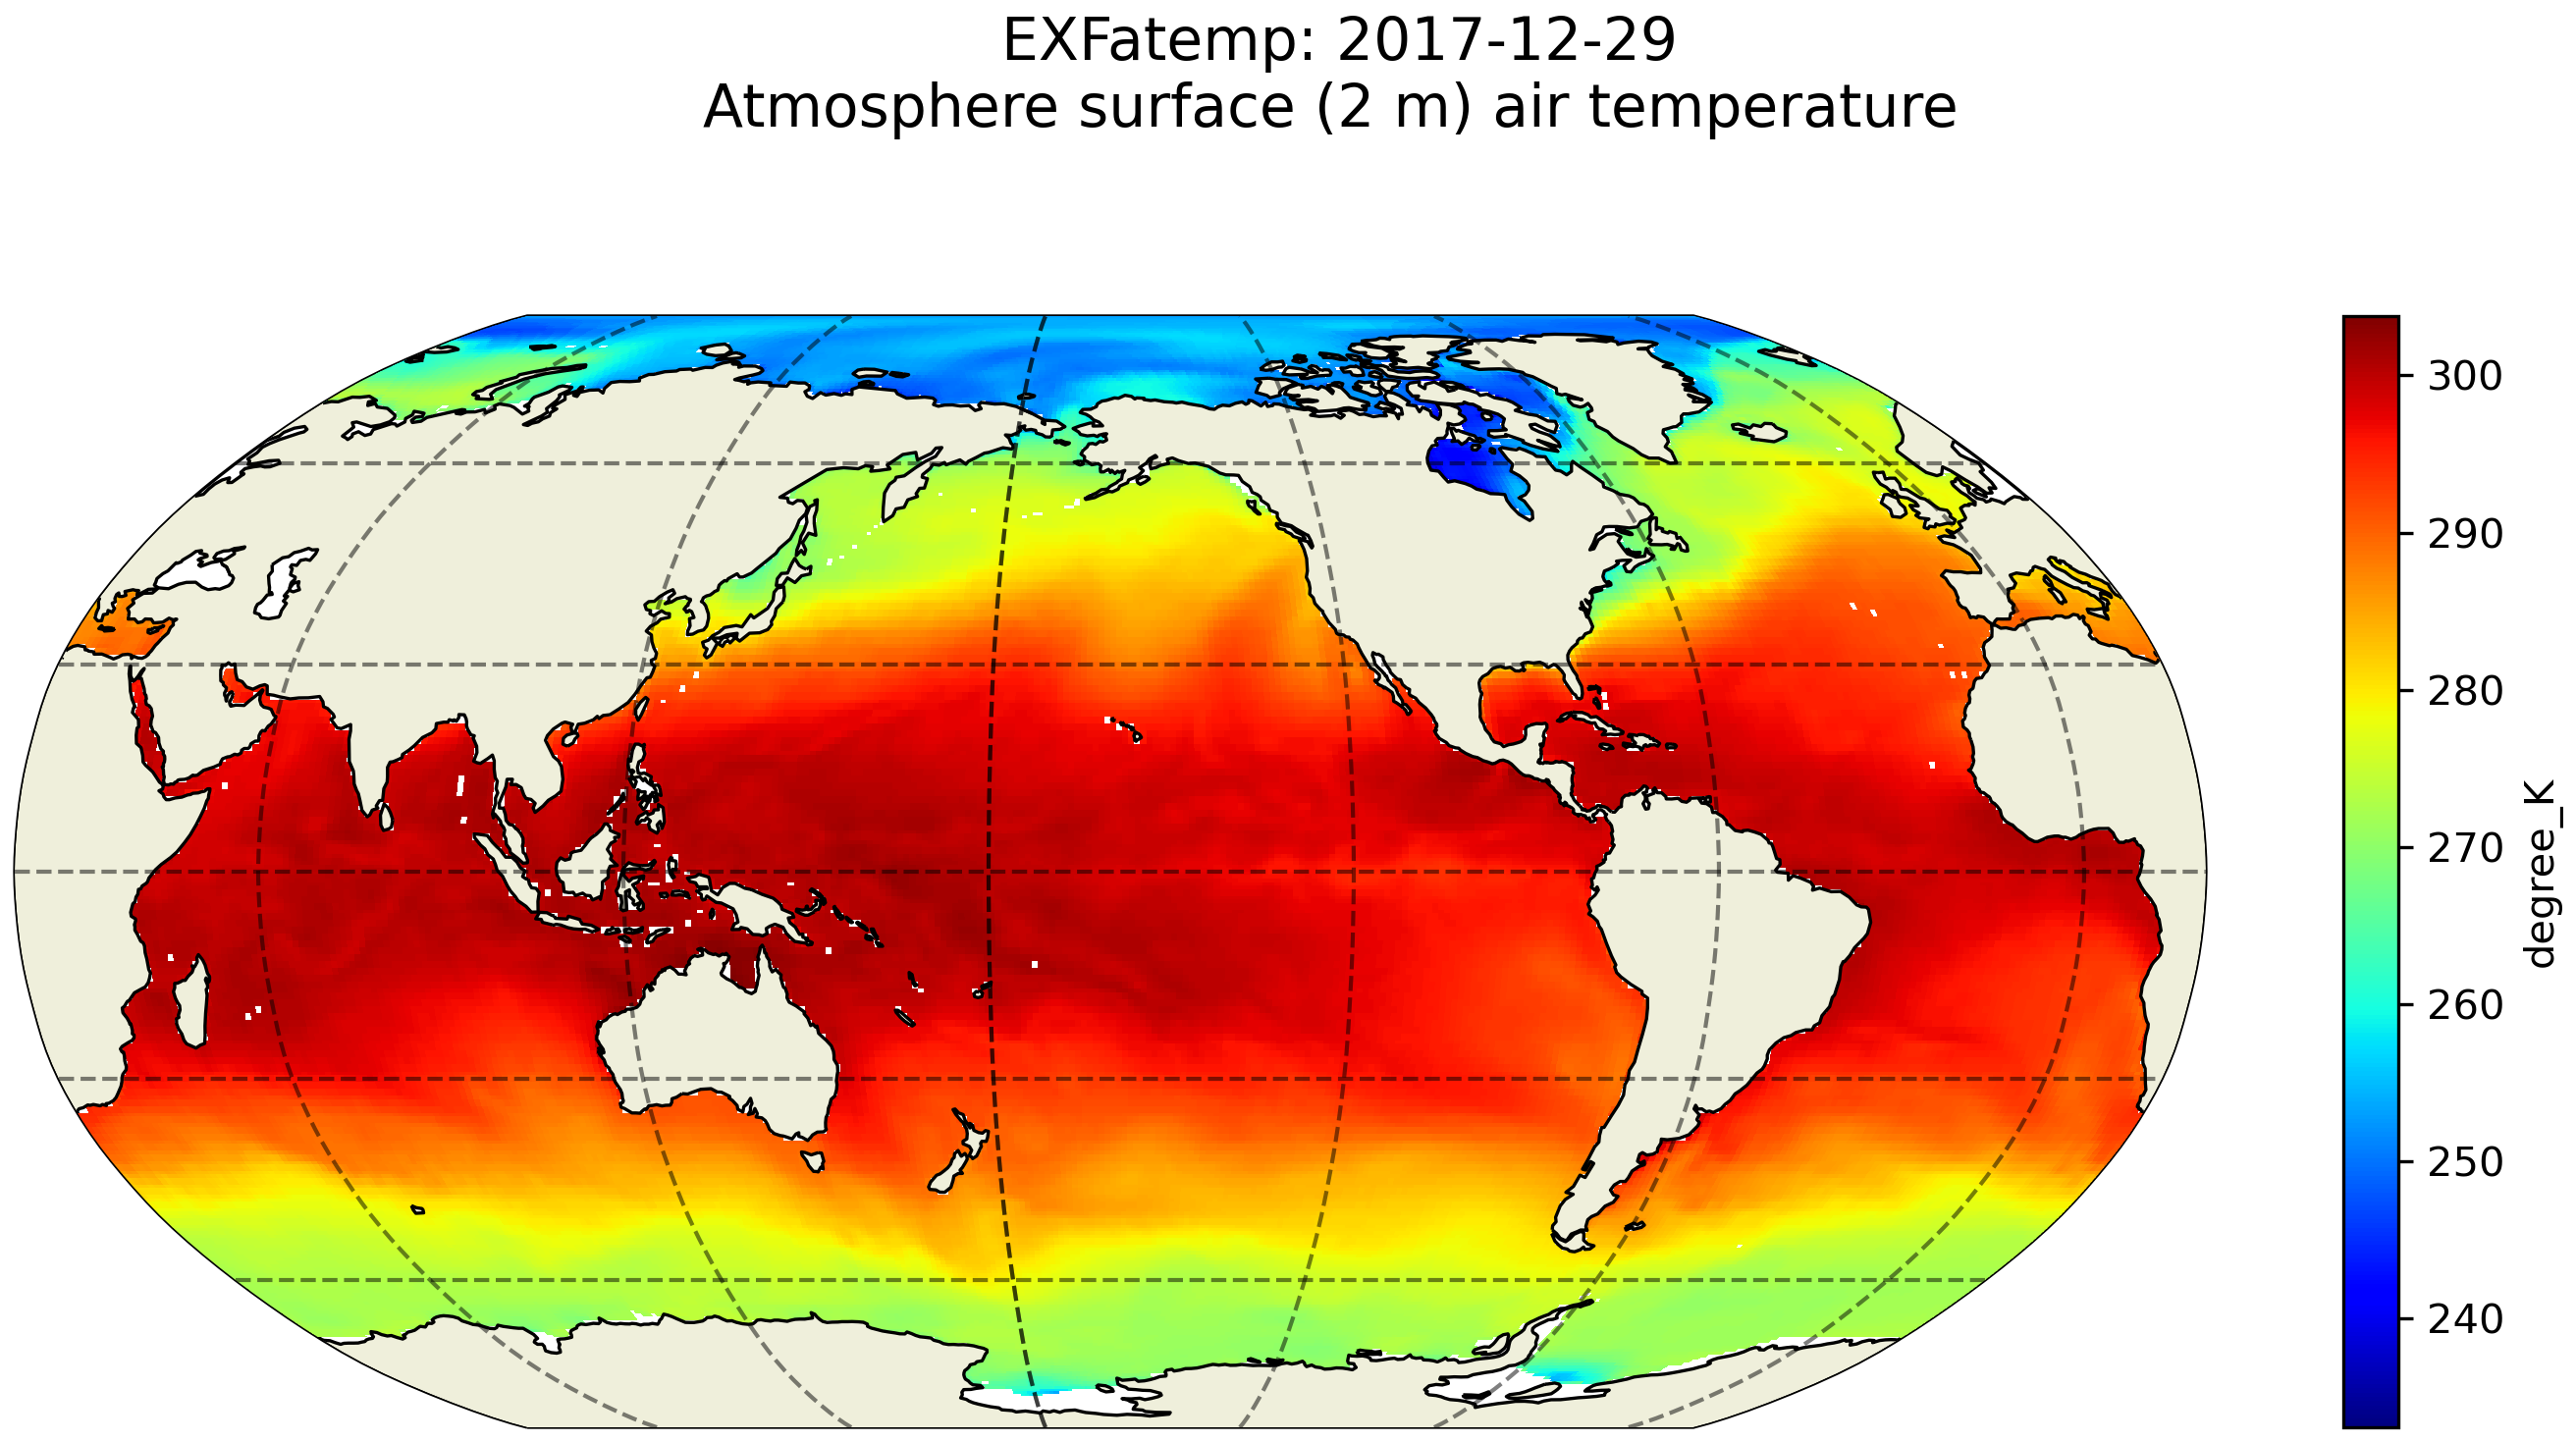 EXFatemp: 2017-12-29
Atmosphere surface (2 m) air temperature
300
290
280
270
260
250
240
degree_K